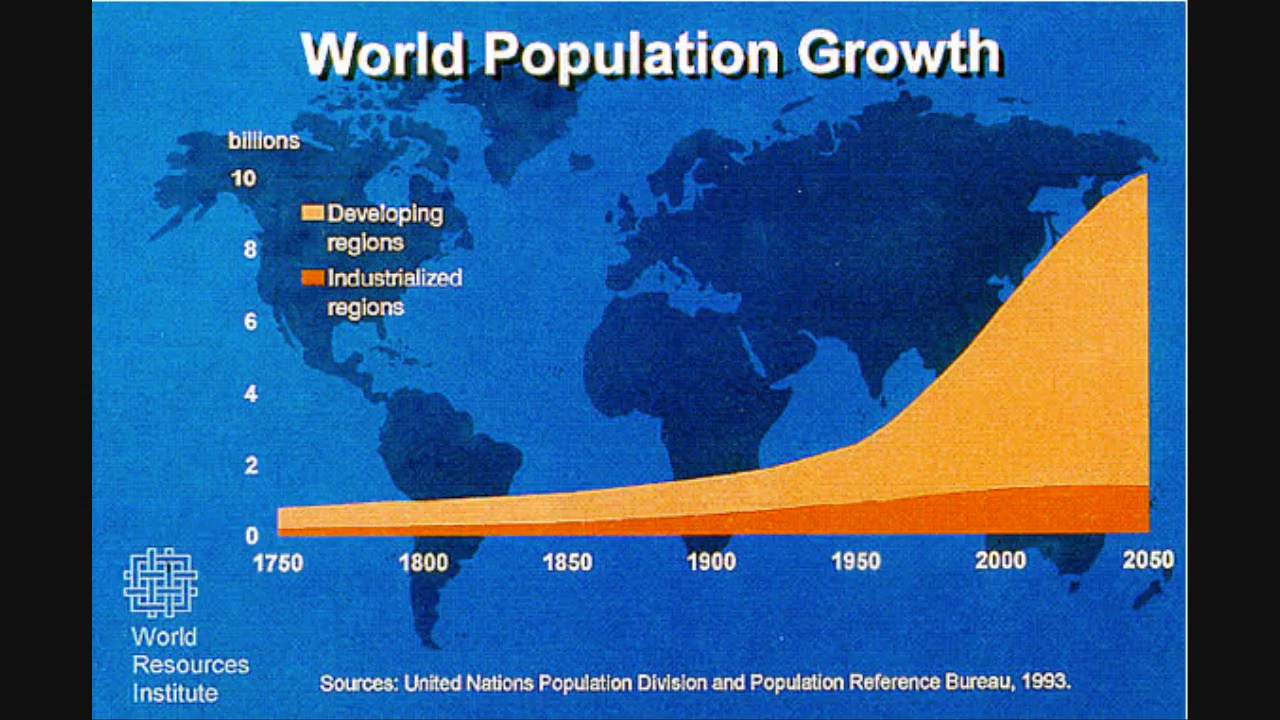 World Population Growth
billions
10
8
6
4
2
0
Developing
regions
Industrialized
regions
1750 1800 1850 1900 1950 2000 2050
World
Resources
Institute
Sources: United Nations Population Division and Population Reference Bureau, 1993.